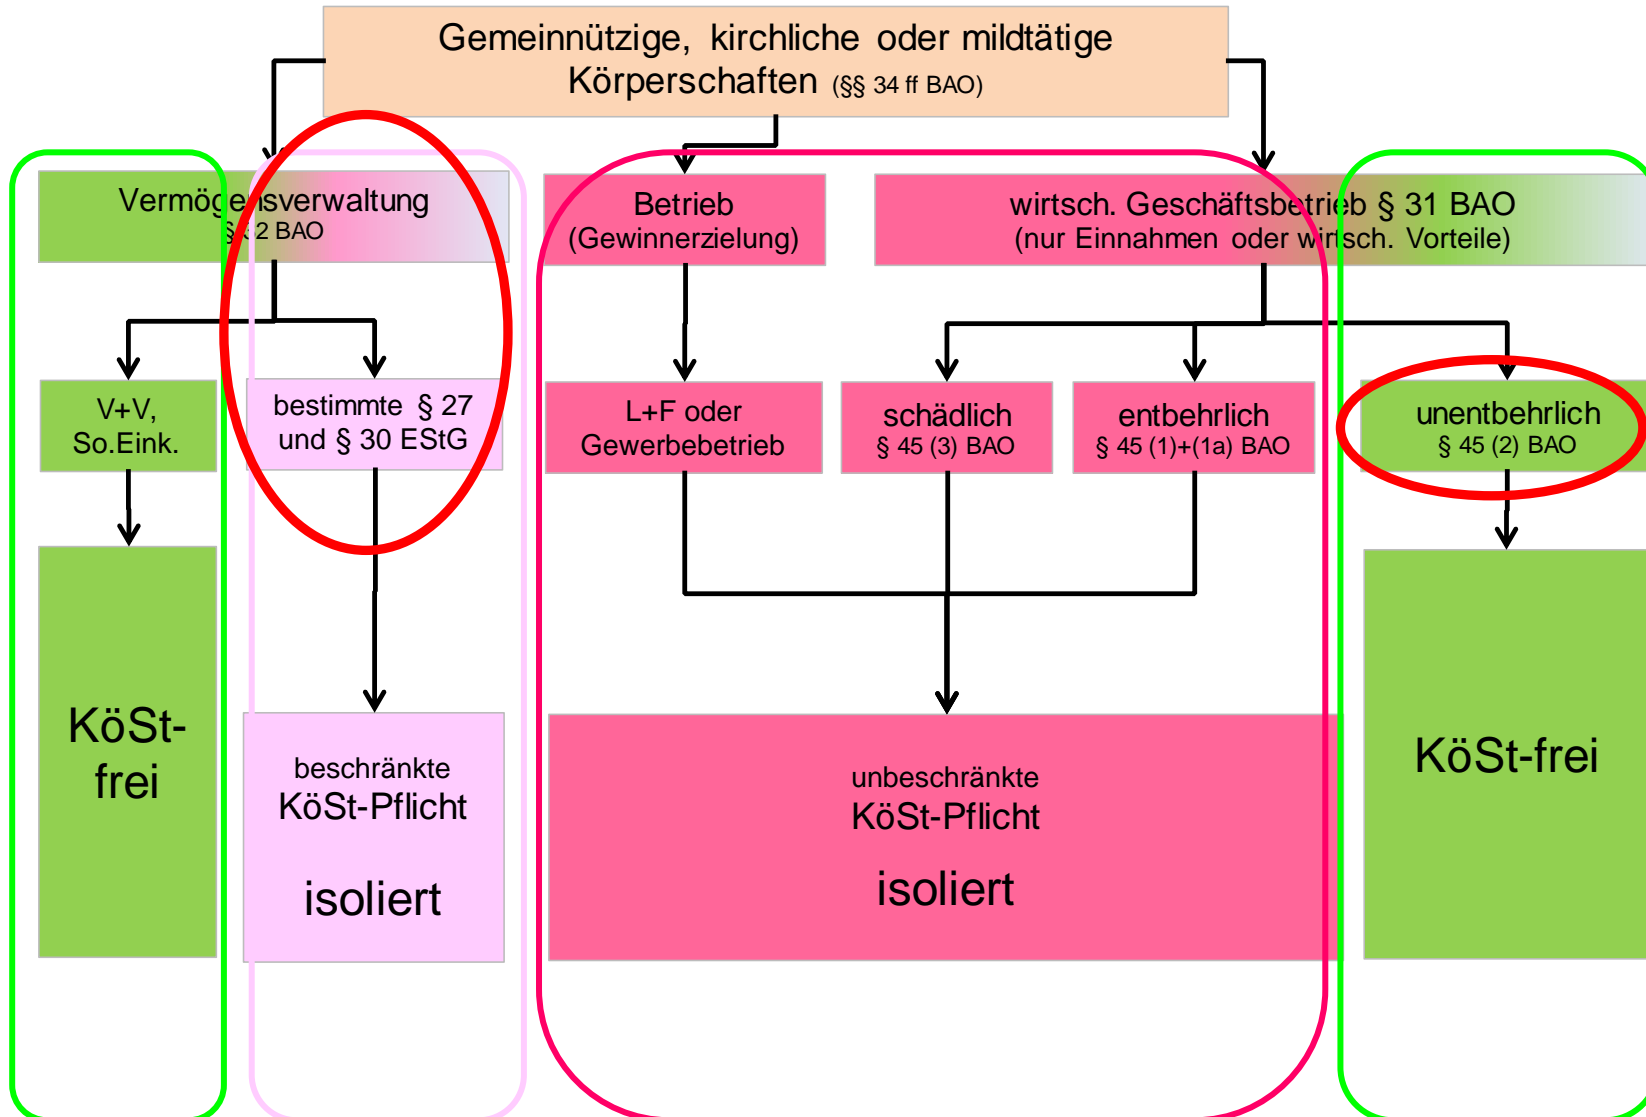 Gemeinnützige, kirchliche oder mildtätige
Körperschaften (§§ 34 ff BAO)
Vermögensverwaltung
§ 32 BAO
Betrieb
(Gewinnerzielung)
wirtsch. Geschäftsbetrieb § 31 BAO
(nur Einnahmen oder wirtsch. Vorteile)
V+V,
So.Eink.
bestimmte § 27
und § 30 EStG
L+F oder
Gewerbebetrieb
schädlich
§ 45 (3) BAO
entbehrlich
§ 45 (1)+(1a) BAO
unentbehrlich
§ 45 (2) BAO
KöSt-
frei
beschränkte
KöSt-Pflicht
isoliert
unbeschränkte
KöSt-Pflicht
isoliert
KöSt-frei